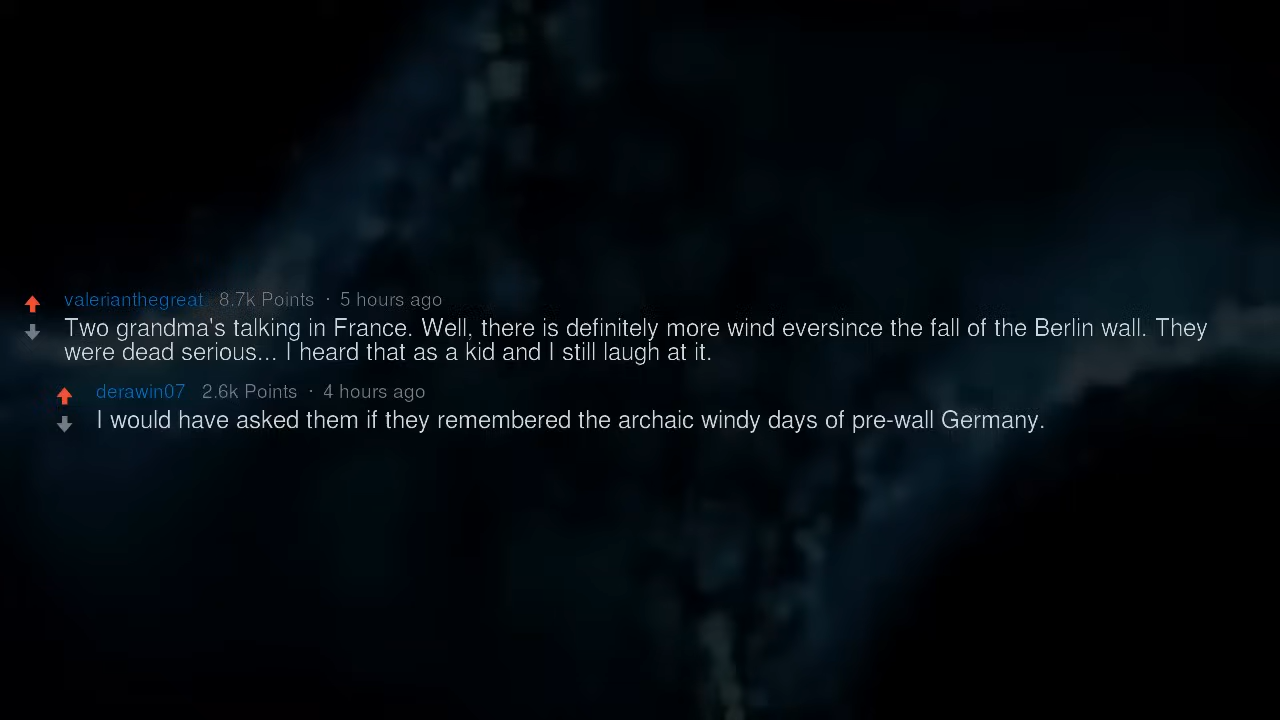 valerianthegreat 8.7k Points · 5 hours ago
Two grandma's talking in France. Well, there is definitely more wind eversince the fall of the Berlin wall. They
were dead serious... I heard that as a kid and I still laugh at it.
derawin07 2.6k Points · 4 hours ago
I would have asked them if they remembered the archaic windy days of pre-wall Germany.